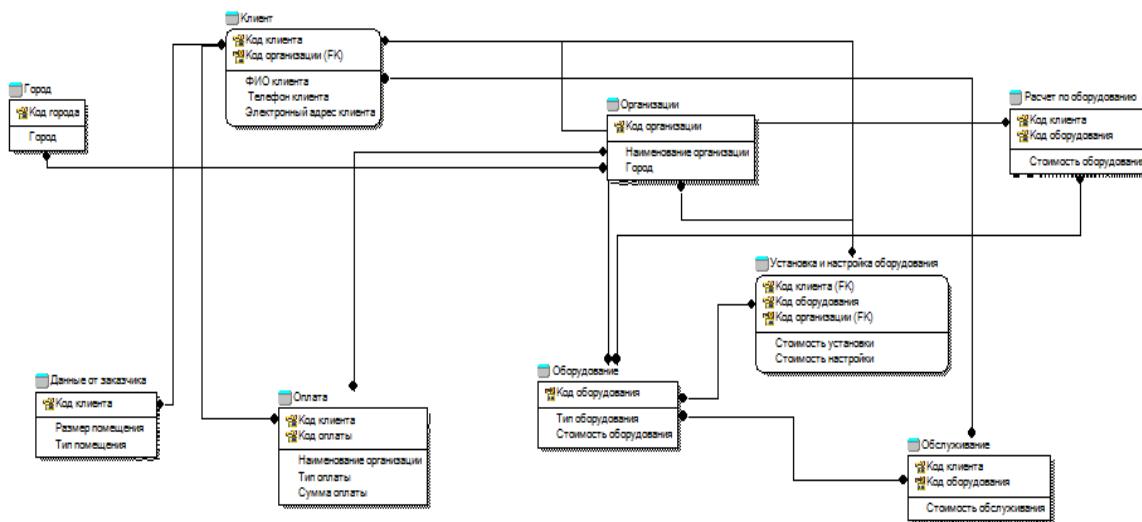 Клиент
Код клиента
Код организации (FK)
ФИО клиента
Телефон клиента
Электронный адрес клиента
Город
Код города
Город
Организации
Код организации
Наименование организации
Город
Расчет по оборудованию
Код клиента
Код оборудования
Стоимость оборудования
Установка и настройка оборудования
Код клиента (FK)
Код оборудования
Код организации (FK)
Стоимость установки
Стоимость настройки
Данные от заказчика
Код клиента
Размер помещения
Тип помещения
Оплата
Код клиента
Код оплаты
Наименование организации
Тип оплаты
Сумма оплаты
Оборудование
Код оборудования
Тип оборудования
Стоимость оборудования
Обслуживание
Код клиента
Код оборудования
Стоимость обслуживания